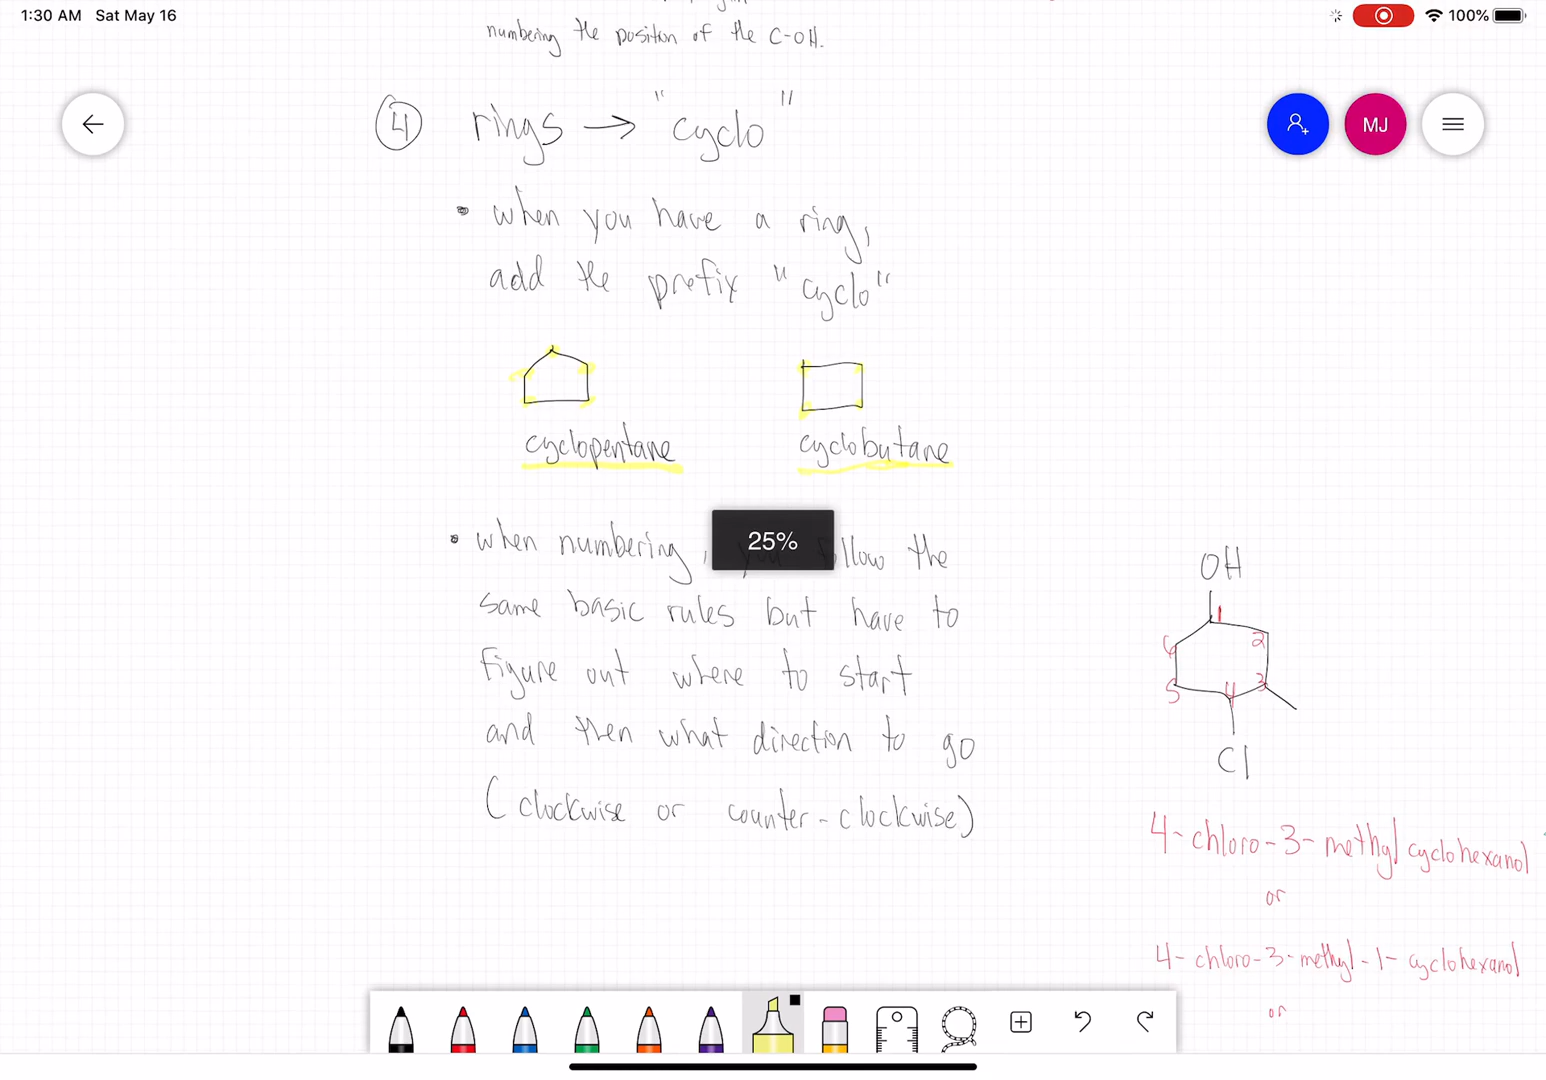 1:30 AM Sat May 16
100%
numbering the position of the C-OH.
4 rings → "cyclo"
MJ
• when you have a ring,
add the prefix "cyclo"
cyclopentane
cyclobutane
• when numbering, you follow the
25%
same basic rules but have to
figure out where to start
and then what direction to go
(clockwise or counter-clockwise)
OH
1
6 2
5 4 3
Cl
4-chloro-3-methylcyclohexanol
or
4-chloro-3-methyl-1-cyclohexanol
or